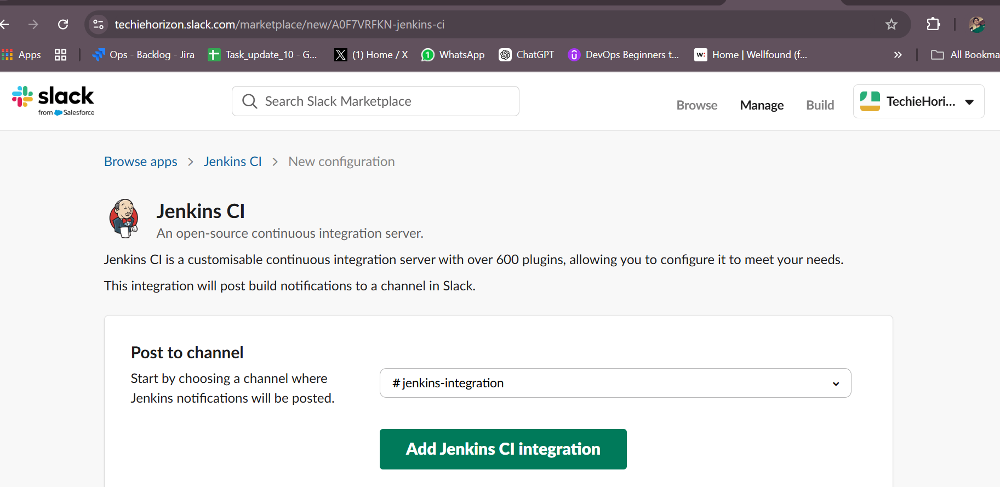 techiehorizon.slack.com/marketplace/new/A0F7VRFKN-jenkins-ci
Apps
Ops - Backlog - Jira
Task_update_10 - G...
(1) Home / X
1
WhatsApp
ChatGPT
DevOps Beginners t...
w:
Home | Wellfound (f...
All Bookma
slack
from Salesforce
Search Slack Marketplace
Browse
Manage
Build
TechieHori...
Browse apps > Jenkins CI > New configuration
Jenkins CI
An open-source continuous integration server.
Jenkins CI is a customisable continuous integration server with over 600 plugins, allowing you to configure it to meet your needs.
This integration will post build notifications to a channel in Slack.
Post to channel
Start by choosing a channel where
Jenkins notifications will be posted.
# jenkins-integration
Add Jenkins CI integration